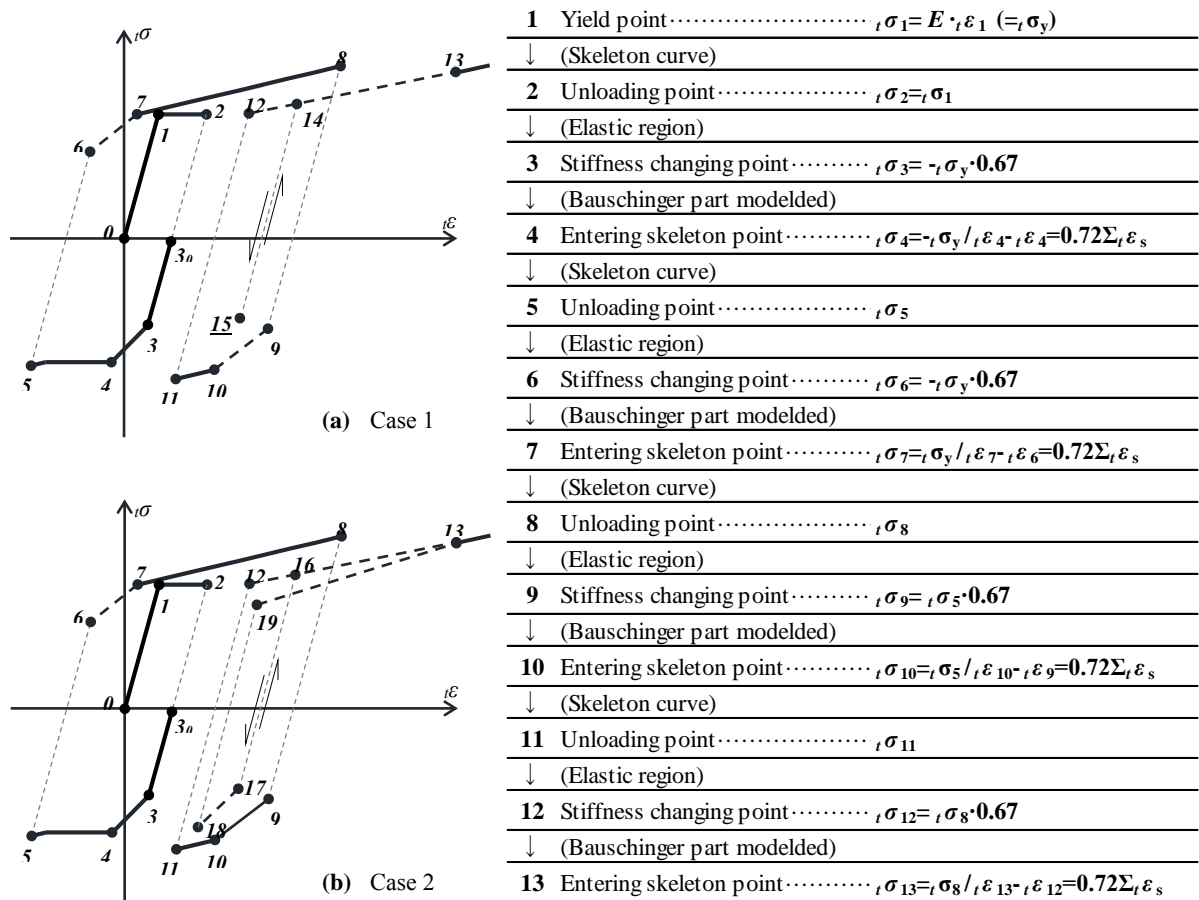 tσ
8
13
7
12
2
1
14
6
0
tε
3₀
15
3
9
5
4
11
10
(a) Case 1
tσ
8
13
16
7
12
2
1
19
6
0
tε
3₀
17
3
18
9
5
4
11
10
(b) Case 2
1 Yield point ························ tσ1= E·tε1 (=tσy)
↓ (Skeleton curve)
2 Unloading point ·················· tσ2=tσ1
↓ (Elastic region)
3 Stiffness changing point ·········· tσ3= -tσy·0.67
↓ (Bauschinger part modelded)
4 Entering skeleton point ··········· tσ4=-tσy/tε4-tε4=0.72Σtεs
↓ (Skeleton curve)
5 Unloading point ·················· tσ5
↓ (Elastic region)
6 Stiffness changing point ·········· tσ6= -tσy·0.67
↓ (Bauschinger part modelded)
7 Entering skeleton point ··········· tσ7=tσy/tε7-tε6=0.72Σtεs
↓ (Skeleton curve)
8 Unloading point ·················· tσ8
↓ (Elastic region)
9 Stiffness changing point ·········· tσ9= tσ5·0.67
↓ (Bauschinger part modelded)
10 Entering skeleton point ··········· tσ10=tσ5/tε10-tε9=0.72Σtεs
↓ (Skeleton curve)
11 Unloading point ·················· tσ11
↓ (Elastic region)
12 Stiffness changing point ·········· tσ12= tσ8·0.67
↓ (Bauschinger part modelded)
13 Entering skeleton point ··········· tσ13=tσ8/tε13-tε12=0.72Σtεs